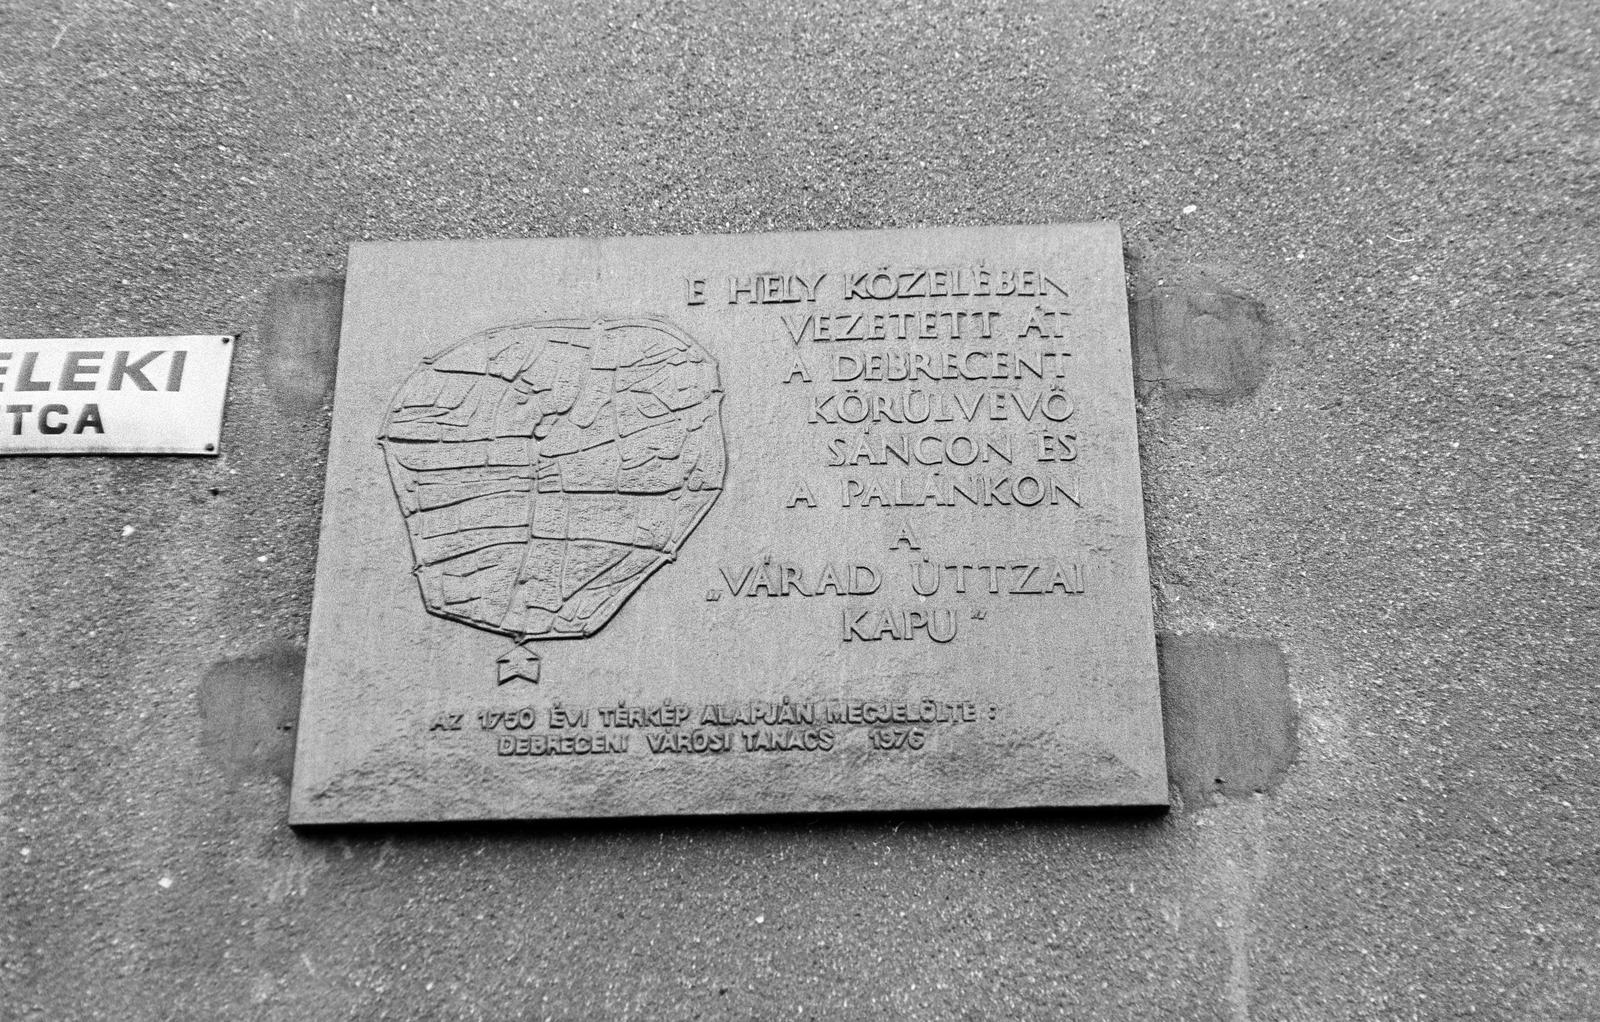 ELEKI
TCA
E HELY KÖZELÉBEN
VEZETETT ÁT
A DEBRECENT
KÖRÜLVEVŐ
SÁNCON ÉS
A PALÁNKON
A
„VÁRAD UTTZAI
KAPU”
AZ 1750 ÉVI TÉRKÉP ALAPJÁN MEGJELÖLTE :
DEBRECENI VÁROSI TANÁCS 1976